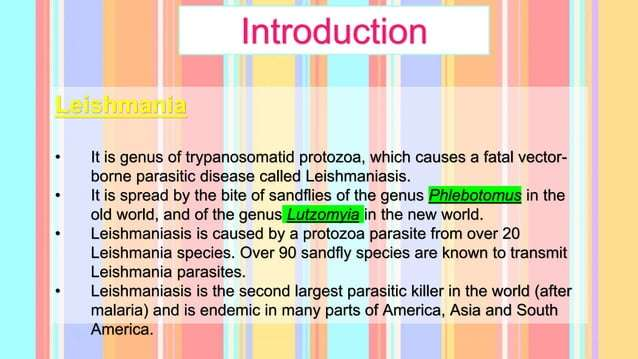 Introduction
Leishmania
• It is genus of trypanosomatid protozoa, which causes a fatal vector-
borne parasitic disease called Leishmaniasis.
• It is spread by the bite of sandflies of the genus Phlebotomus in the
old world, and of the genus Lutzomyia in the new world.
• Leishmaniasis is caused by a protozoa parasite from over 20
Leishmania species. Over 90 sandfly species are known to transmit
Leishmania parasites.
• Leishmaniasis is the second largest parasitic killer in the world (after
malaria) and is endemic in many parts of America, Asia and South
America.